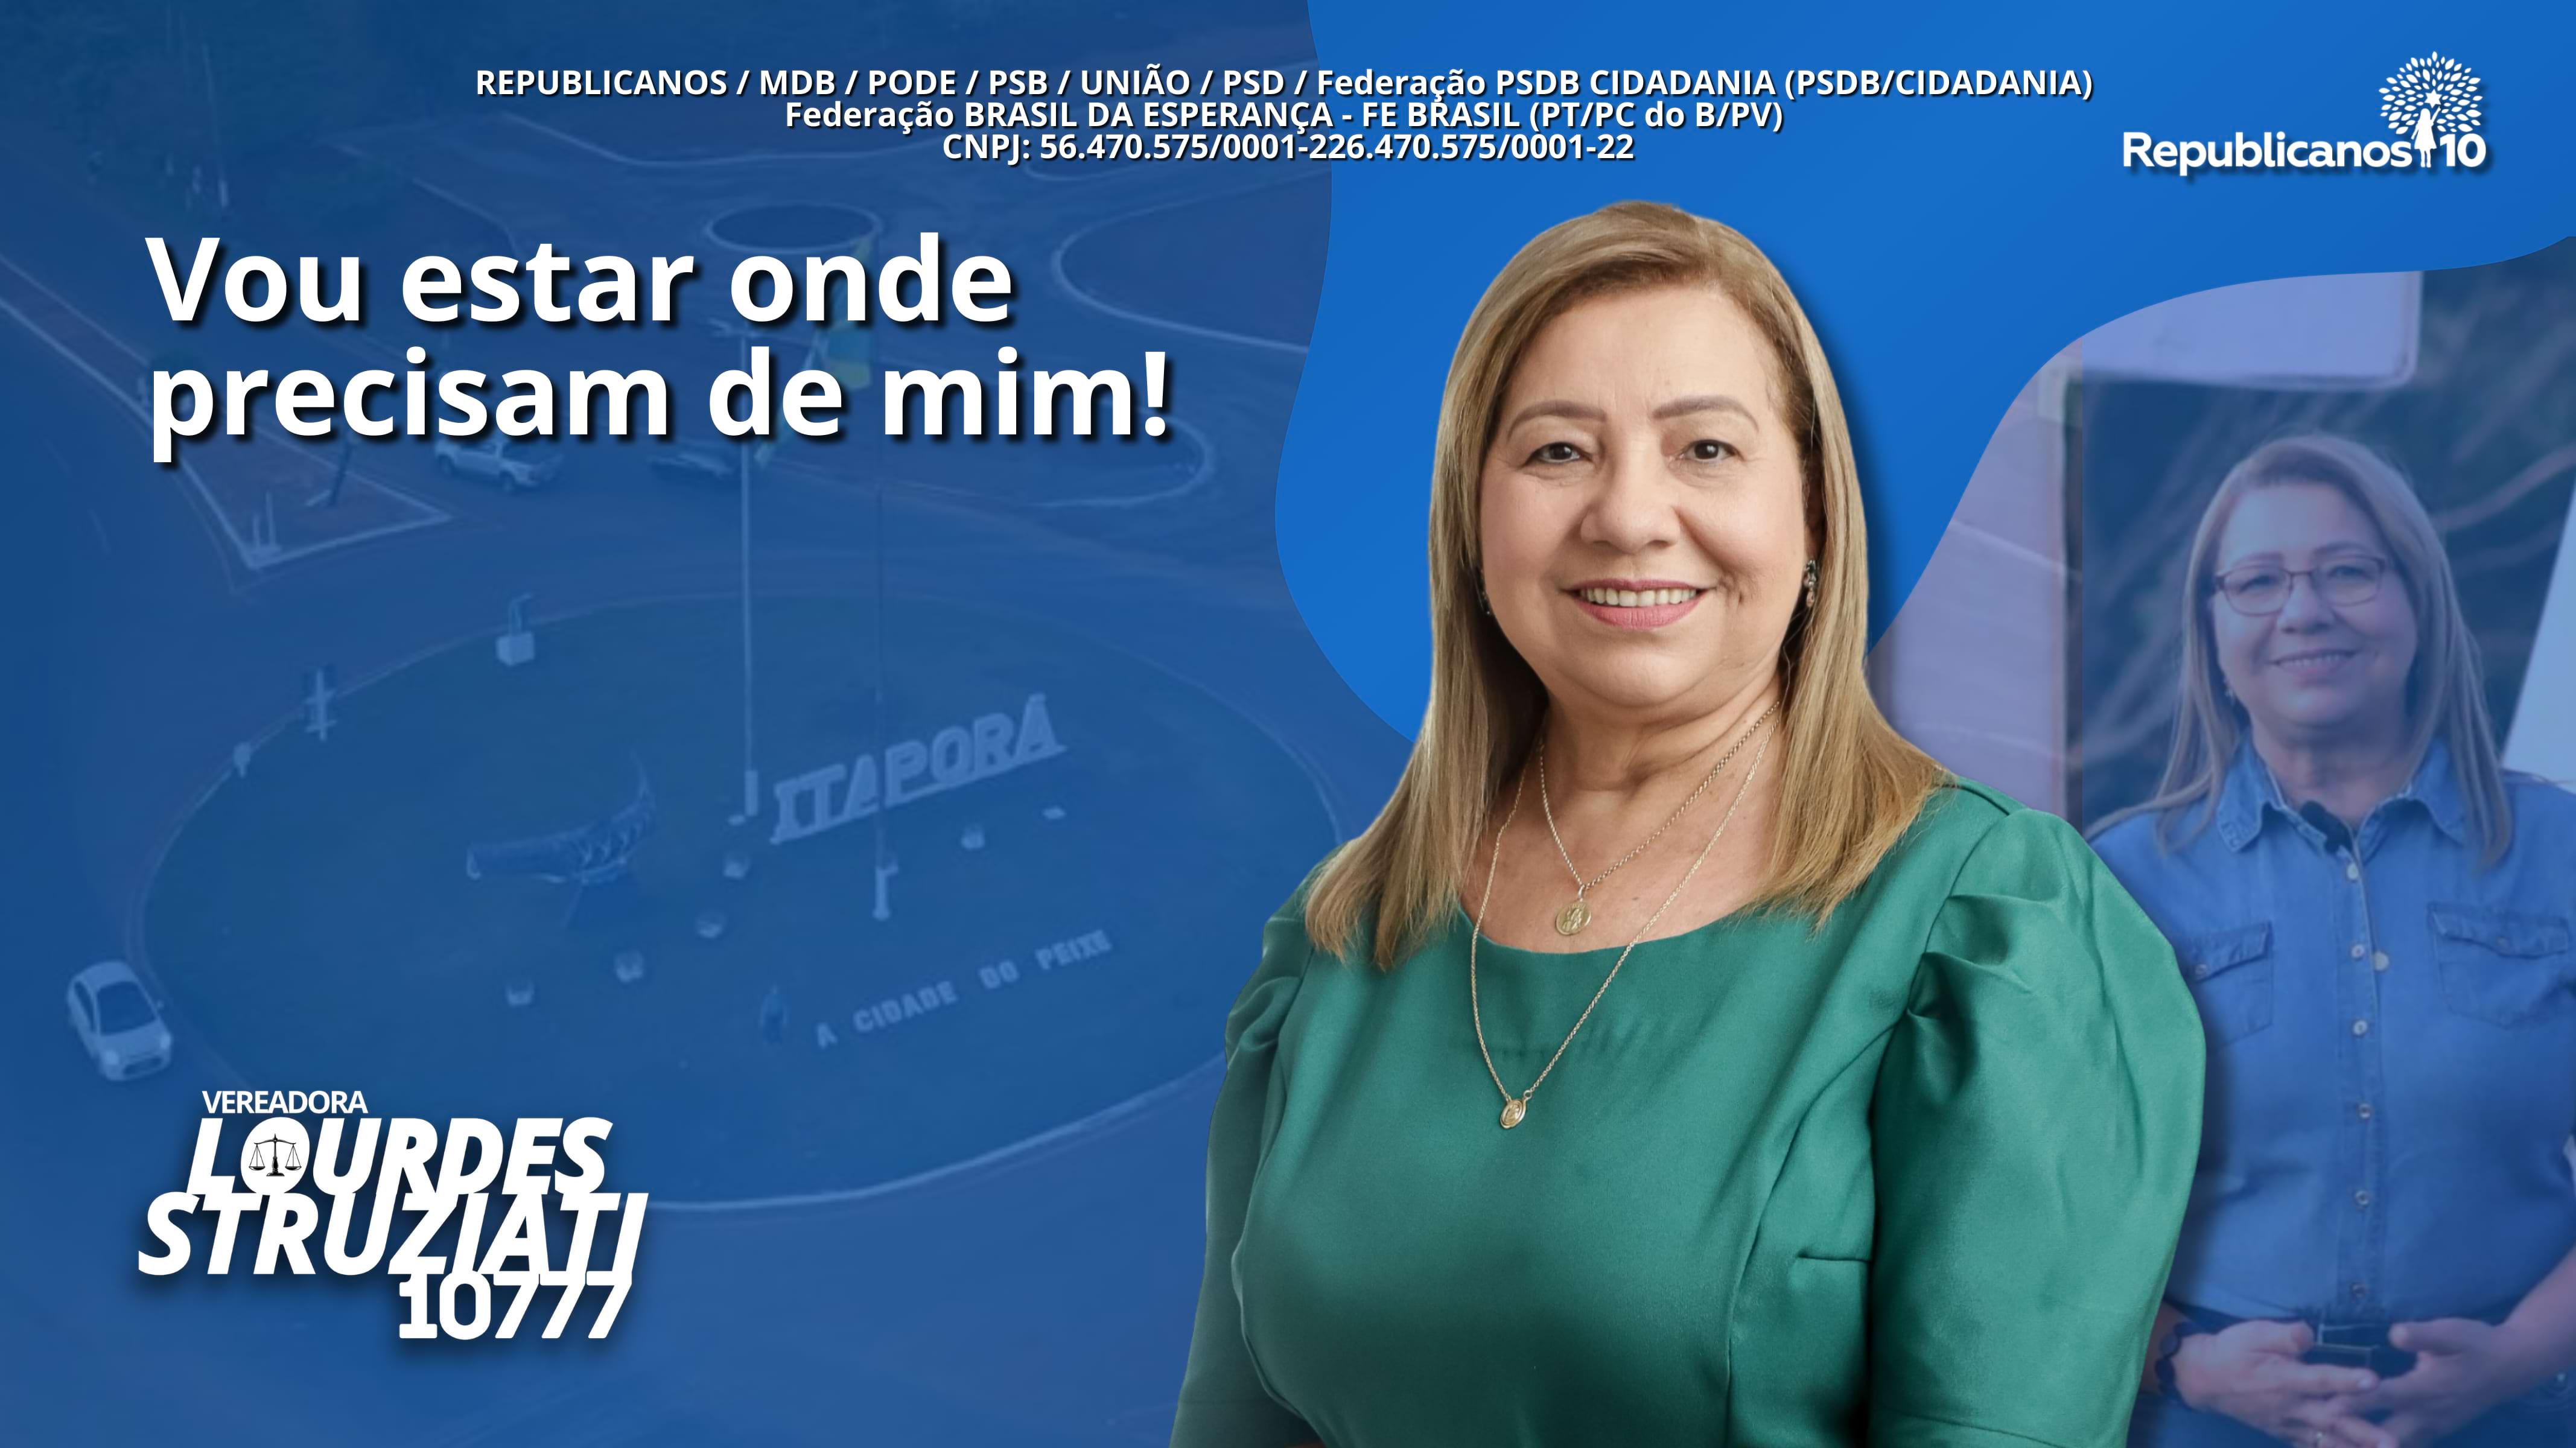 REPUBLICANOS / MDB / PODE / PSB / UNIÃO / PSD / Federação PSDB CIDADANIA (PSDB/CIDADANIA)
Federação BRASIL DA ESPERANÇA - FE BRASIL (PT/PC do B/PV)
CNPJ: 56.470.575/0001-226.470.575/0001-22
Republicanos 10
Vou estar onde
precisam de mim!
ITAPORÃ
A CIDADE DO PEIXE
VEREADORA
LOURDES
STRUZIATI
10777